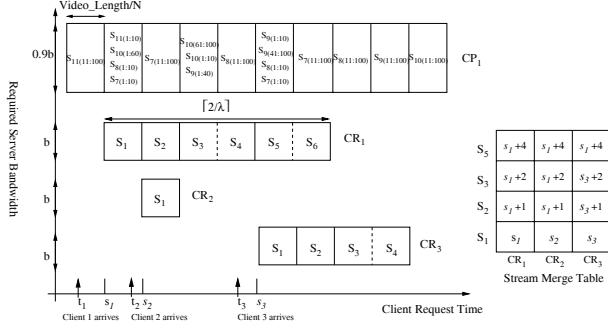 Video_Length/N
0.9b
S11(11:100)
S11(1:10)
S10(1:60)
S8(1:10)
S7(1:10)
S7(11:100)
S10(61:100)
S10(1:10)
S9(1:40)
S8(11:100)
S9(1:10)
S9(41:100)
S8(1:10)
S7(1:10)
S7(11:100)
S8(11:100)
S9(11:100)
S10(11:100)
CP1
Required Server Bandwidth
⌈2/λ⌉
b
S1 S2 S3 S4 S5 S6
CR1
b
S1
CR2
b
S1 S2 S3 S4
CR3
t1 s1 t2 s2 t3 s3
Client 1 arrives Client 2 arrives Client 3 arrives
Client Request Time
S5 s1+4 s1+4 s1+4
S3 s1+2 s1+2 s3+2
S2 s1+1 s1+1 s3+1
S1 s1 s2 s3
CR1 CR2 CR3
Stream Merge Table